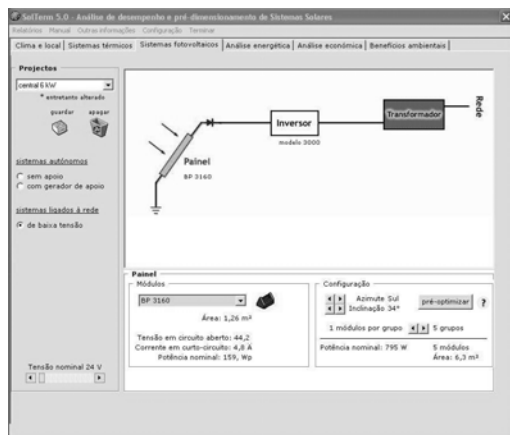 SolTerm 5.0 - Análise de desempenho e pré-dimensionamento de Sistemas Solares
Relatórios Manual Outras informações Configuração Terminar
Clima e local Sistemas térmicos Sistemas fotovoltaicos Análise energética Análise económica Benefícios ambientais
Projectos
central 6 kW
* entretanto alterado
guardar apagar
sistemas autónomos
sem apoio
com gerador de apoio
sistemas ligados à rede
de baixa tensão
Tensão nominal 24 V
Painel
BP 3160
Inversor
modelo 3000
Transformador
Rede
Painel
Módulos
BP 3160
Área: 1,26 m²
Tensão em circuito aberto: 44,2
Corrente em curto-circuito: 4,8 A
Potência nominal: 159, Wp
Configuração
Azimute Sul
Inclinação 34°
pré-optimizar ?
1 módulos por grupo 5 grupos
Potência nominal: 795 W 5 módulos
Área: 6,3 m²